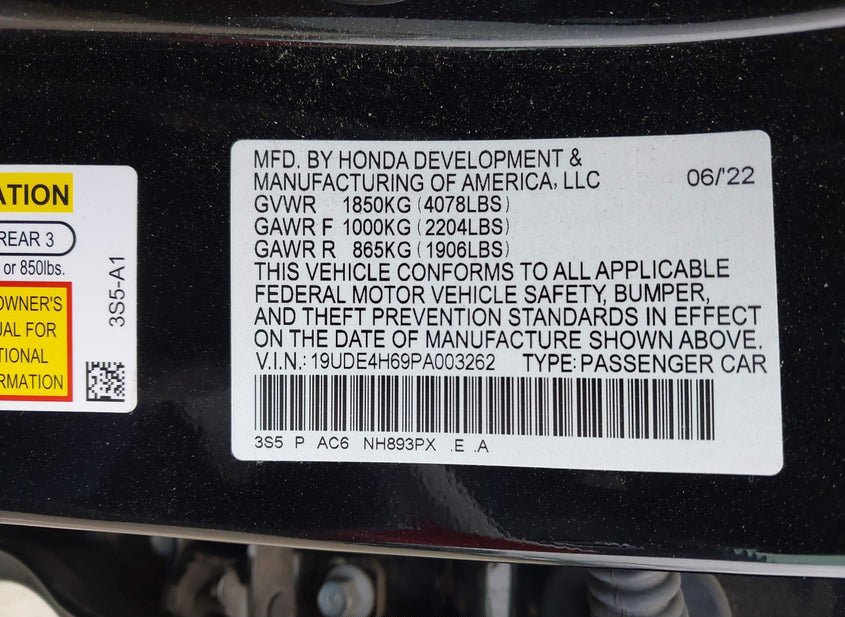 ATION
REAR 3
or 850lbs.
OWNER'S
UAL FOR
TIONAL
RMATION
3S5-A1
MFD. BY HONDA DEVELOPMENT &
MANUFACTURING OF AMERICA, LLC 06/'22
GVWR 1850KG (4078LBS)
GAWR F 1000KG (2204LBS)
GAWR R 865KG (1906LBS)
THIS VEHICLE CONFORMS TO ALL APPLICABLE
FEDERAL MOTOR VEHICLE SAFETY, BUMPER,
AND THEFT PREVENTION STANDARDS IN EFFECT
ON THE DATE OF MANUFACTURE SHOWN ABOVE.
V.I.N.: 19UDE4H69PA003262 TYPE: PASSENGER CAR
3S5 P AC6 NH893PX .E .A